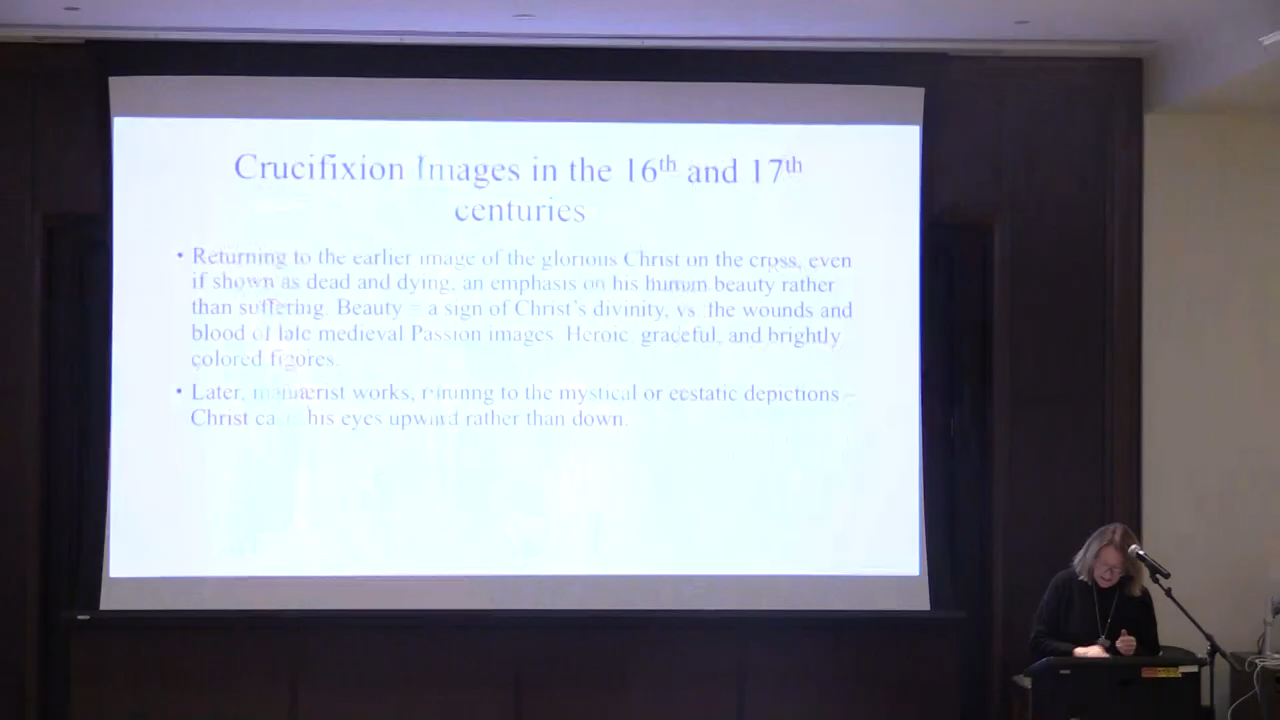 Crucifixion Images in the 16th and 17th
centuries
• Returning to the earlier image of the glorious Christ on the cross, even
if shown as dead and dying, an emphasis on his human beauty rather
than suffering. Beauty = a sign of Christ's divinity, vs. the wounds and
blood of late medieval Passion images. Heroic, graceful, and brightly
colored figures.
• Later, mannerist works, to the mystical or ecstatic depictions –
Christ his eyes upward rather than down.